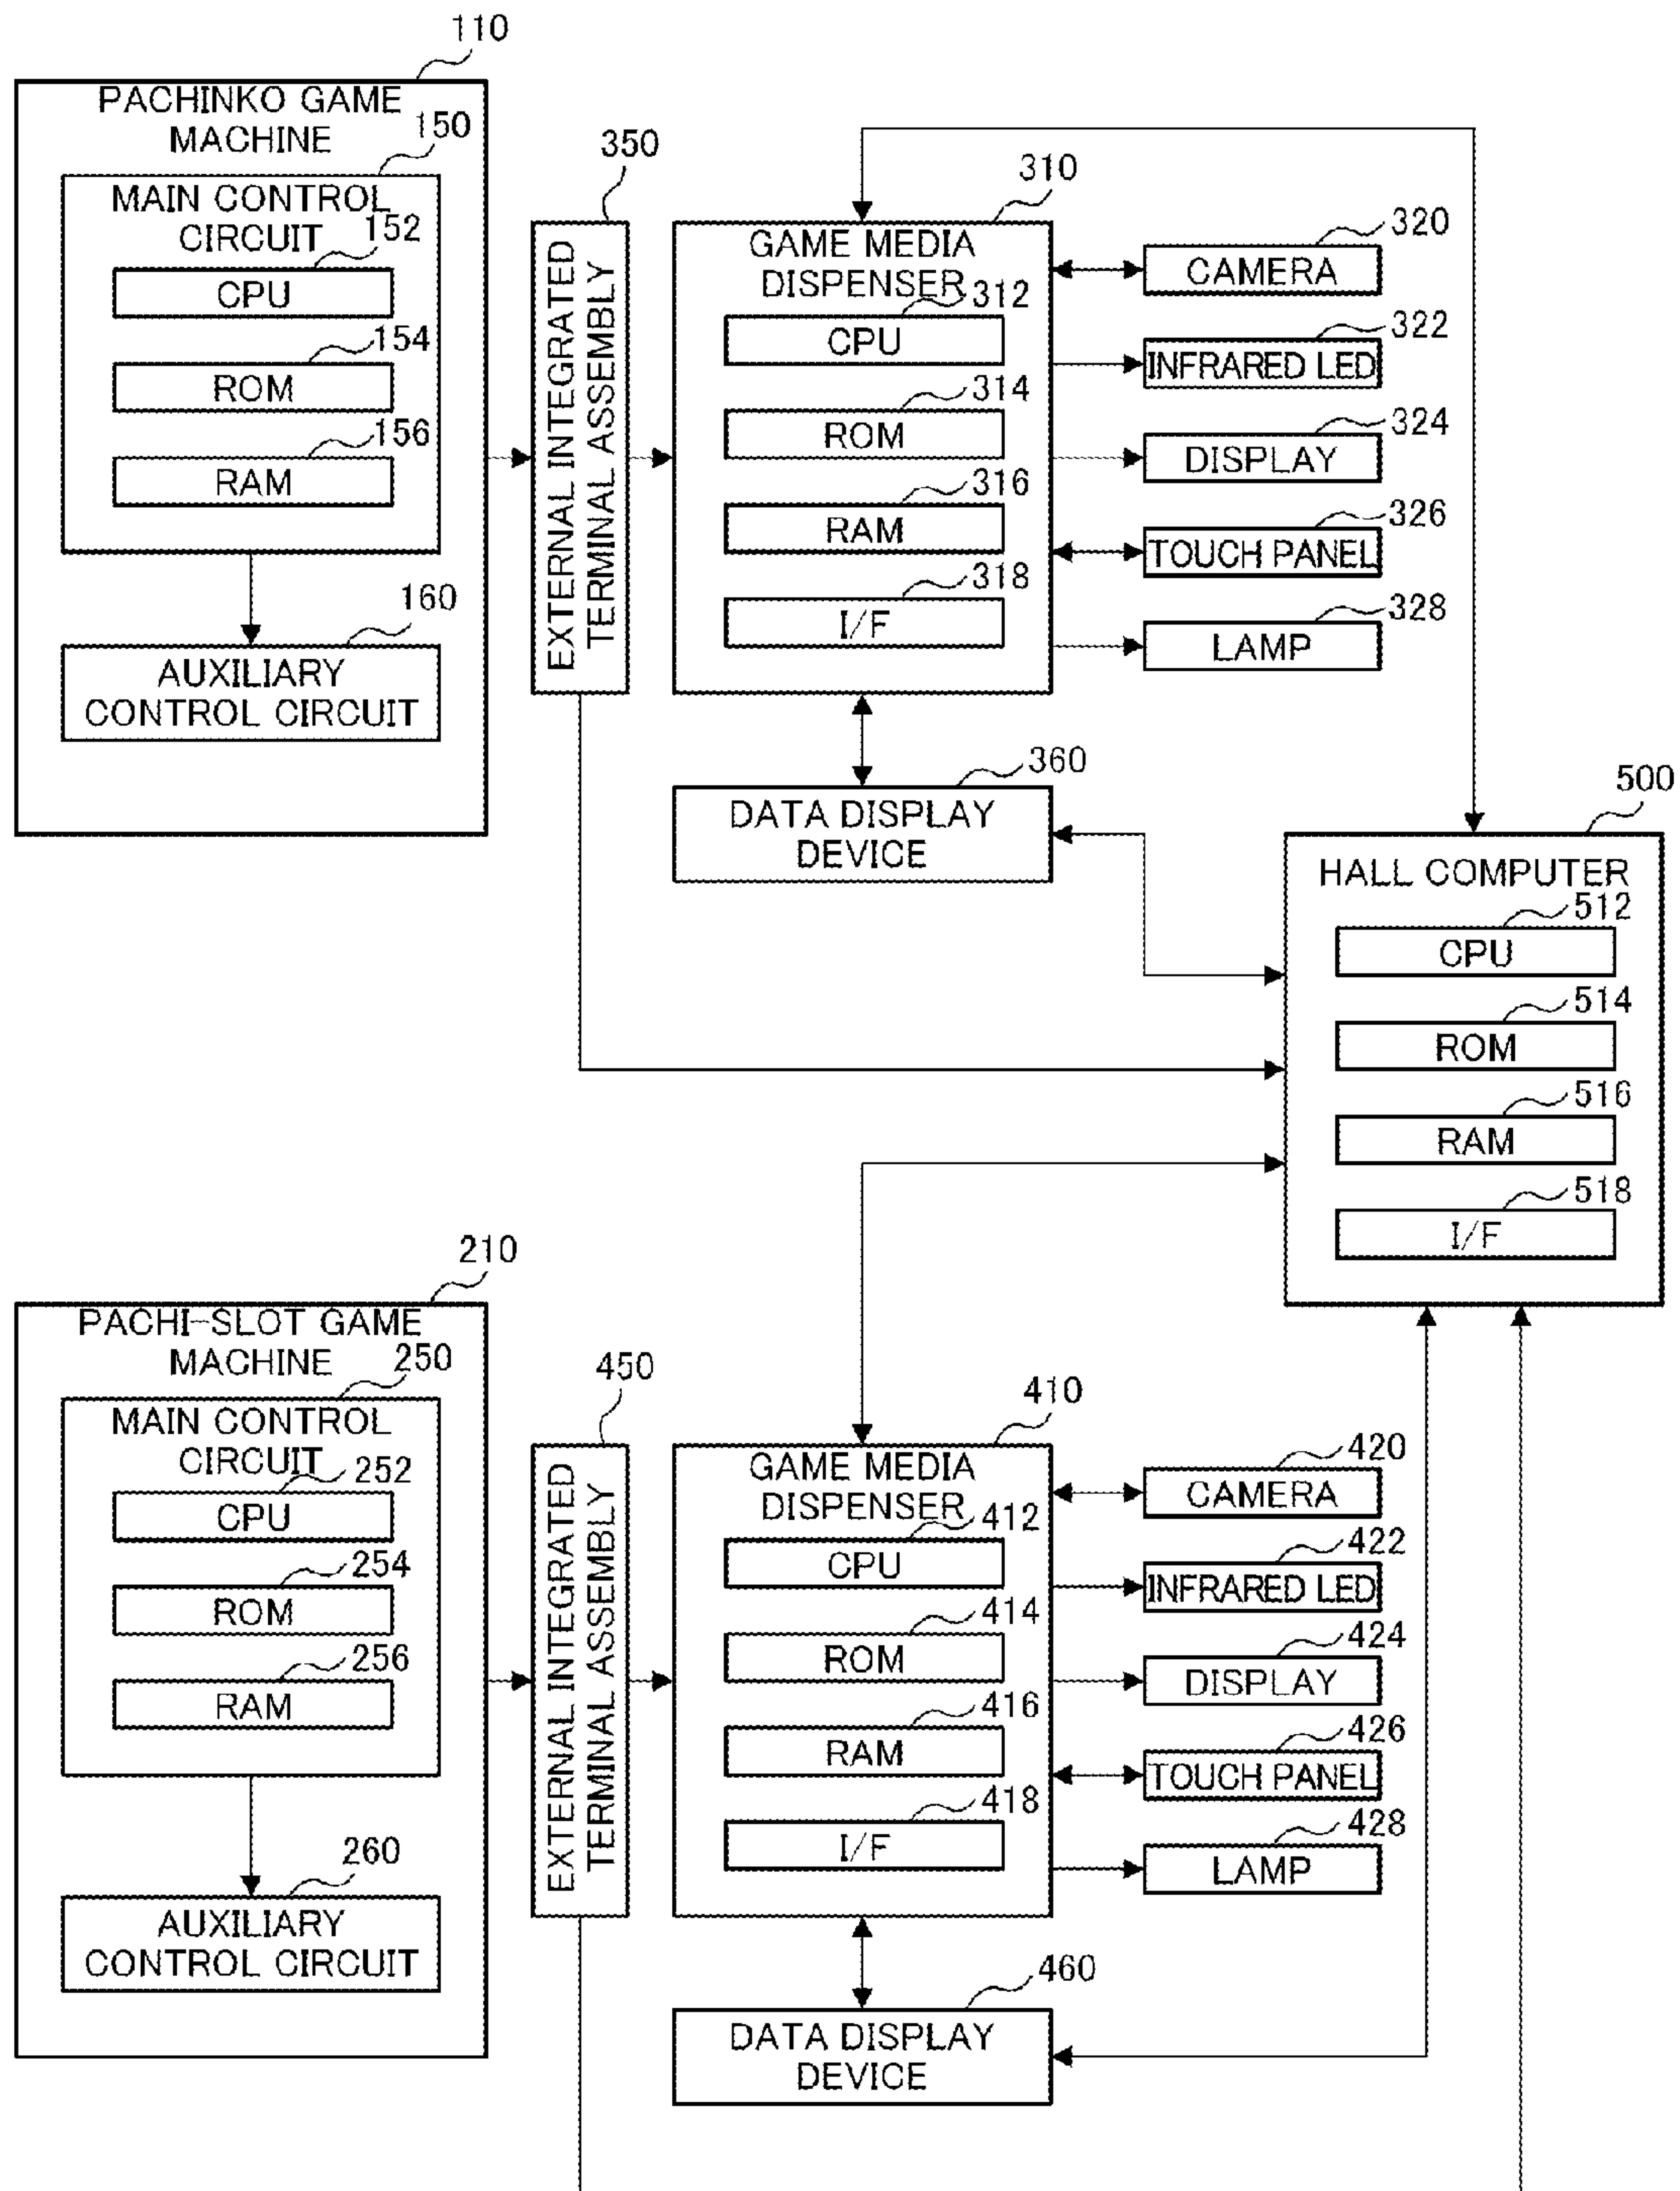 110
PACHINKO GAME
MACHINE
150
MAIN CONTROL
CIRCUIT
152
CPU
154
ROM
156
RAM
160
AUXILIARY
CONTROL CIRCUIT
350
EXTERNAL INTEGRATED
TERMINAL ASSEMBLY
310
GAME MEDIA
DISPENSER
312
CPU
314
ROM
316
RAM
318
I/F
320
CAMERA
322
INFRARED LED
324
DISPLAY
326
TOUCH PANEL
328
LAMP
360
DATA DISPLAY
DEVICE
500
HALL COMPUTER
512
CPU
514
ROM
516
RAM
518
I/F
210
PACHI-SLOT GAME
MACHINE
250
MAIN CONTROL
CIRCUIT
252
CPU
254
ROM
256
RAM
260
AUXILIARY
CONTROL CIRCUIT
450
EXTERNAL INTEGRATED
TERMINAL ASSEMBLY
410
GAME MEDIA
DISPENSER
412
CPU
414
ROM
416
RAM
418
I/F
420
CAMERA
422
INFRARED LED
424
DISPLAY
426
TOUCH PANEL
428
LAMP
460
DATA DISPLAY
DEVICE